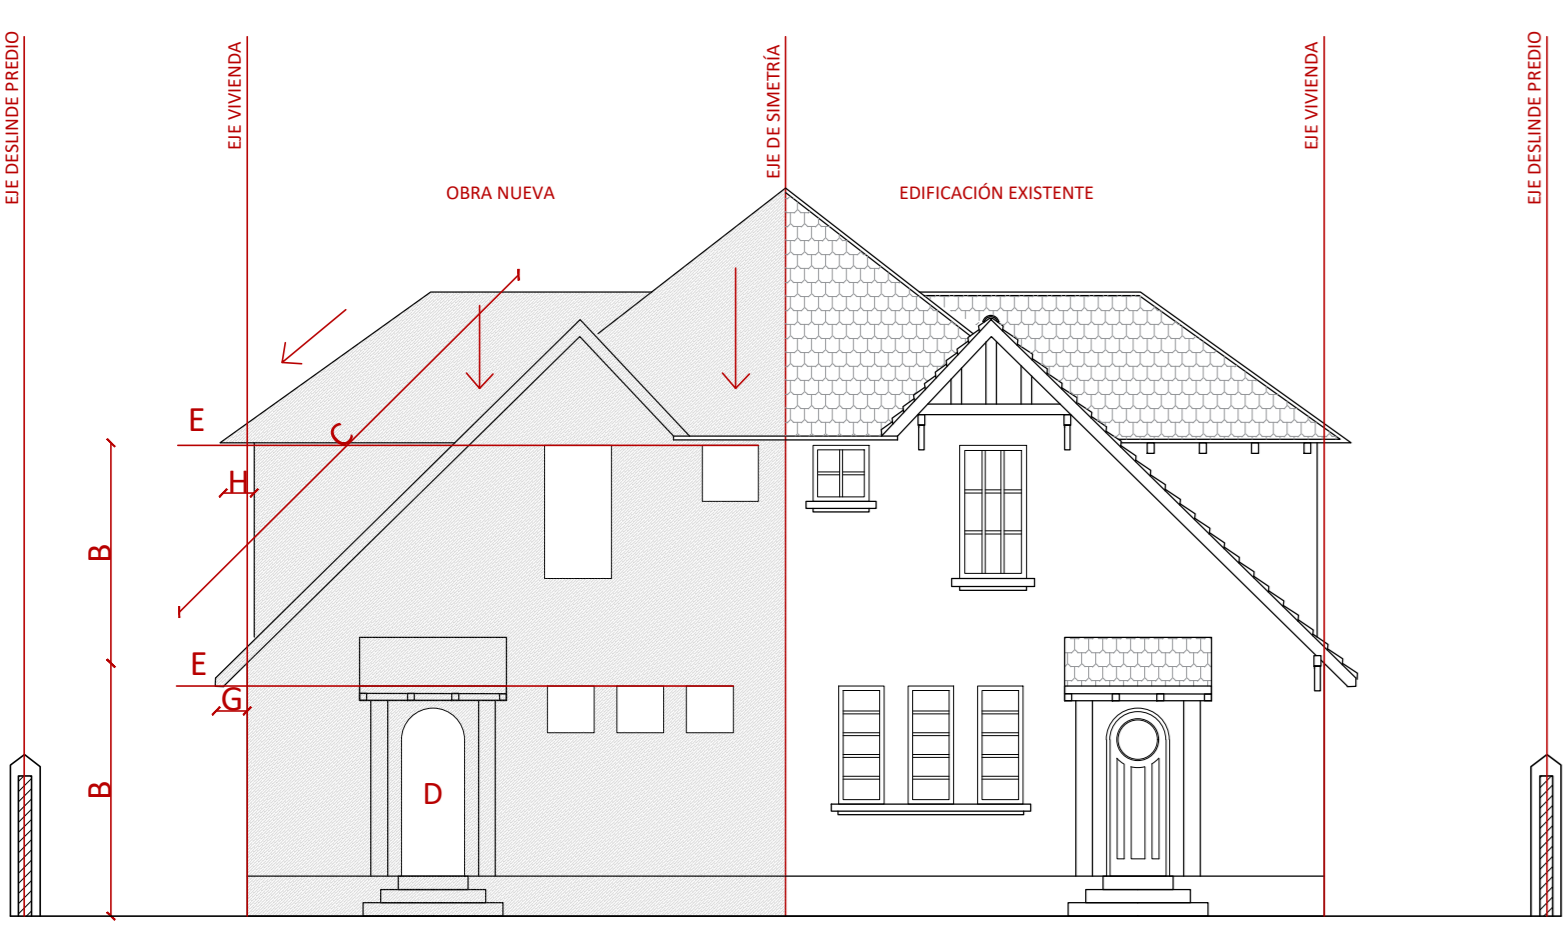 EJE DESLINDE PREDIO
EJE VIVIENDA
EJE DE SIMETRÍA
EJE VIVIENDA
EJE DESLINDE PREDIO
OBRA NUEVA
EDIFICACIÓN EXISTENTE
E
C
H
B
E
G
B
D